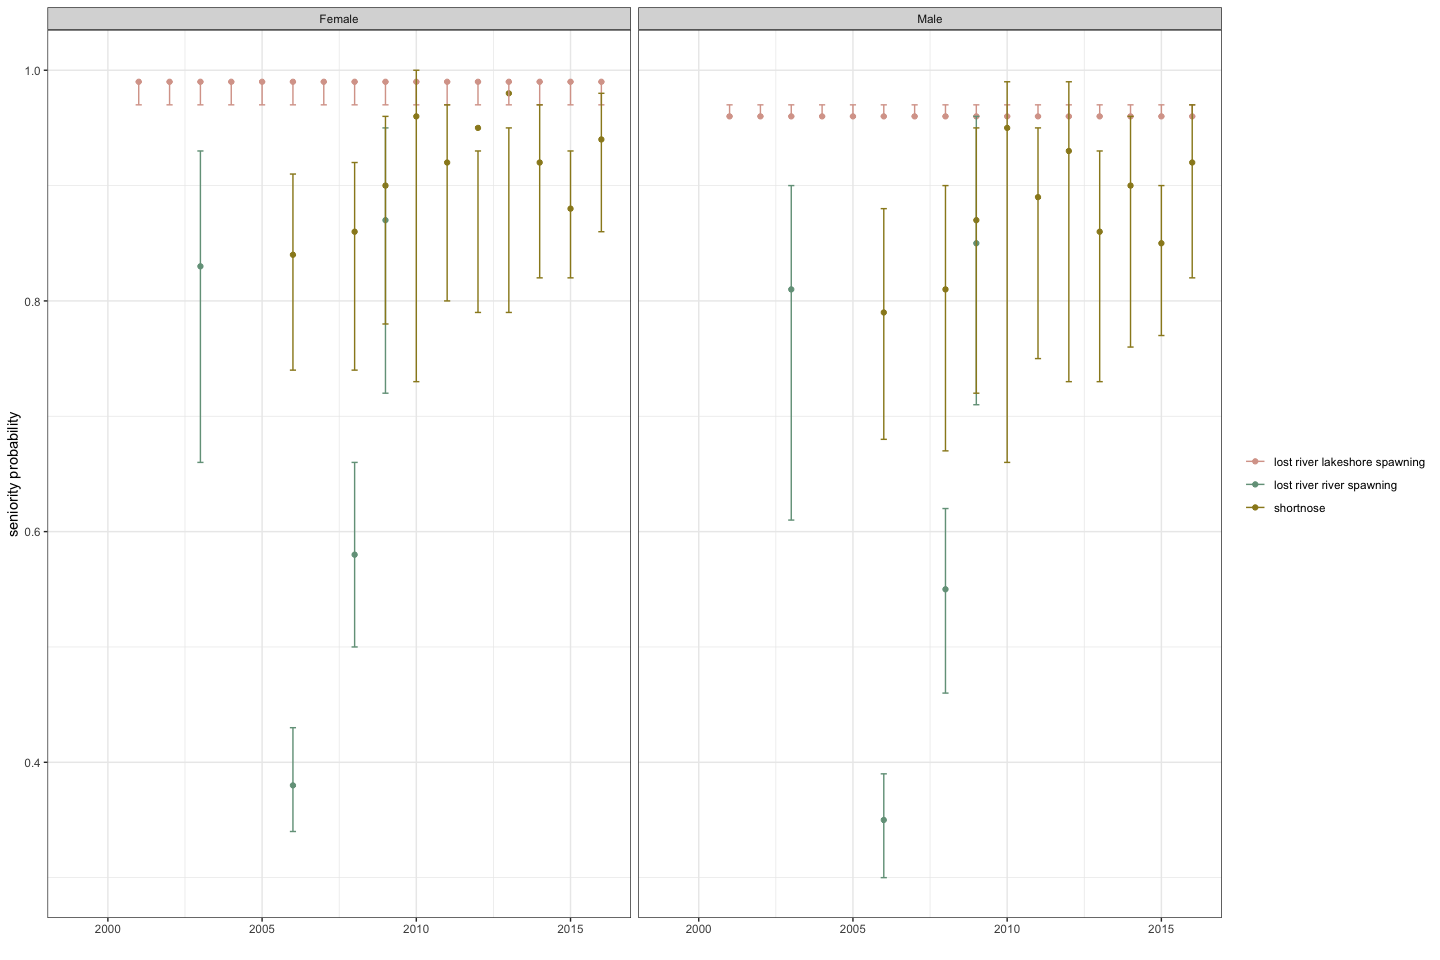 Female
Male
seniority probability
1.0
0.8
0.6
0.4
2000
2005
2010
2015
2000
2005
2010
2015
lost river lakeshore spawning
lost river river spawning
shortnose